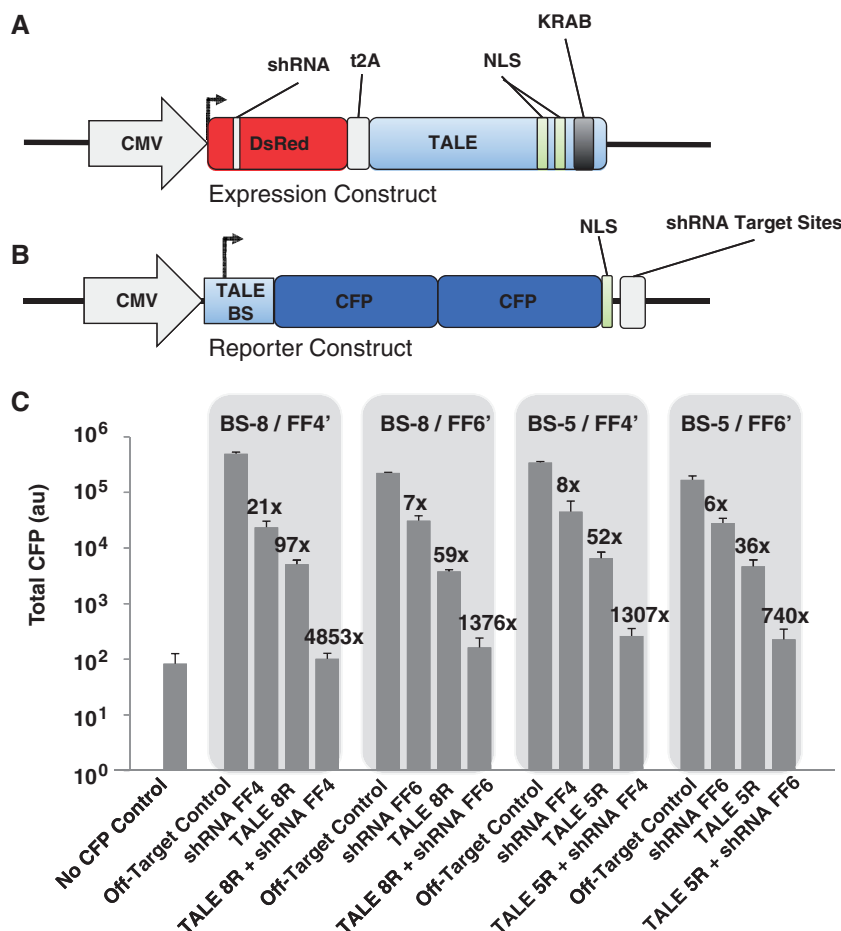 A
KRAB
shRNA
t2A
NLS
CMV
DsRed
TALE
Expression Construct
B
NLS
shRNA Target Sites
CMV
TALE
BS
CFP
CFP
Reporter Construct
C
BS-8 / FF4’
BS-8 / FF6’
BS-5 / FF4’
BS-5 / FF6’
Total CFP (au)
10^6
10^5
10^4
10^3
10^2
10^1
10^0
21x
97x
4853x
7x
59x
1376x
8x
52x
1307x
6x
36x
740x
No CFP Control
Off-Target Control
shRNA FF4
TALE 8R
TALE 8R + shRNA FF4
Off-Target Control
shRNA FF6
TALE 8R
TALE 8R + shRNA FF6
Off-Target Control
shRNA FF4
TALE 5R
TALE 5R + shRNA FF4
Off-Target Control
shRNA FF6
TALE 5R
TALE 5R + shRNA FF6